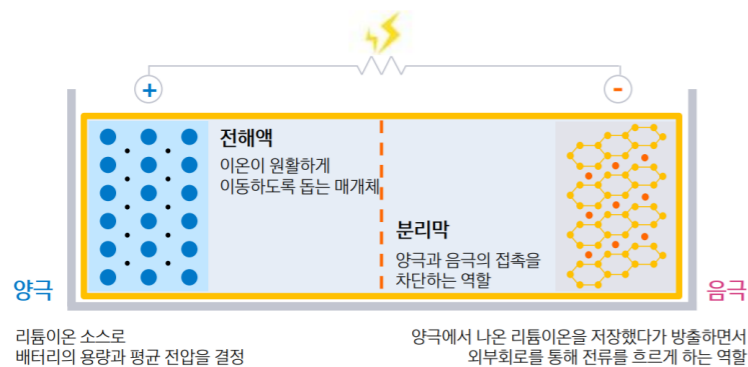 +
-
전해액
이온이 원활하게
이동하도록 돕는 매개체
분리막
양극과 음극의 접촉을
차단하는 역할
양극
음극
리튬이온 소스로
배터리의 용량과 평균 전압을 결정
양극에서 나온 리튬이온을 저장했다가 방출하면서
외부회로를 통해 전류를 흐르게 하는 역할